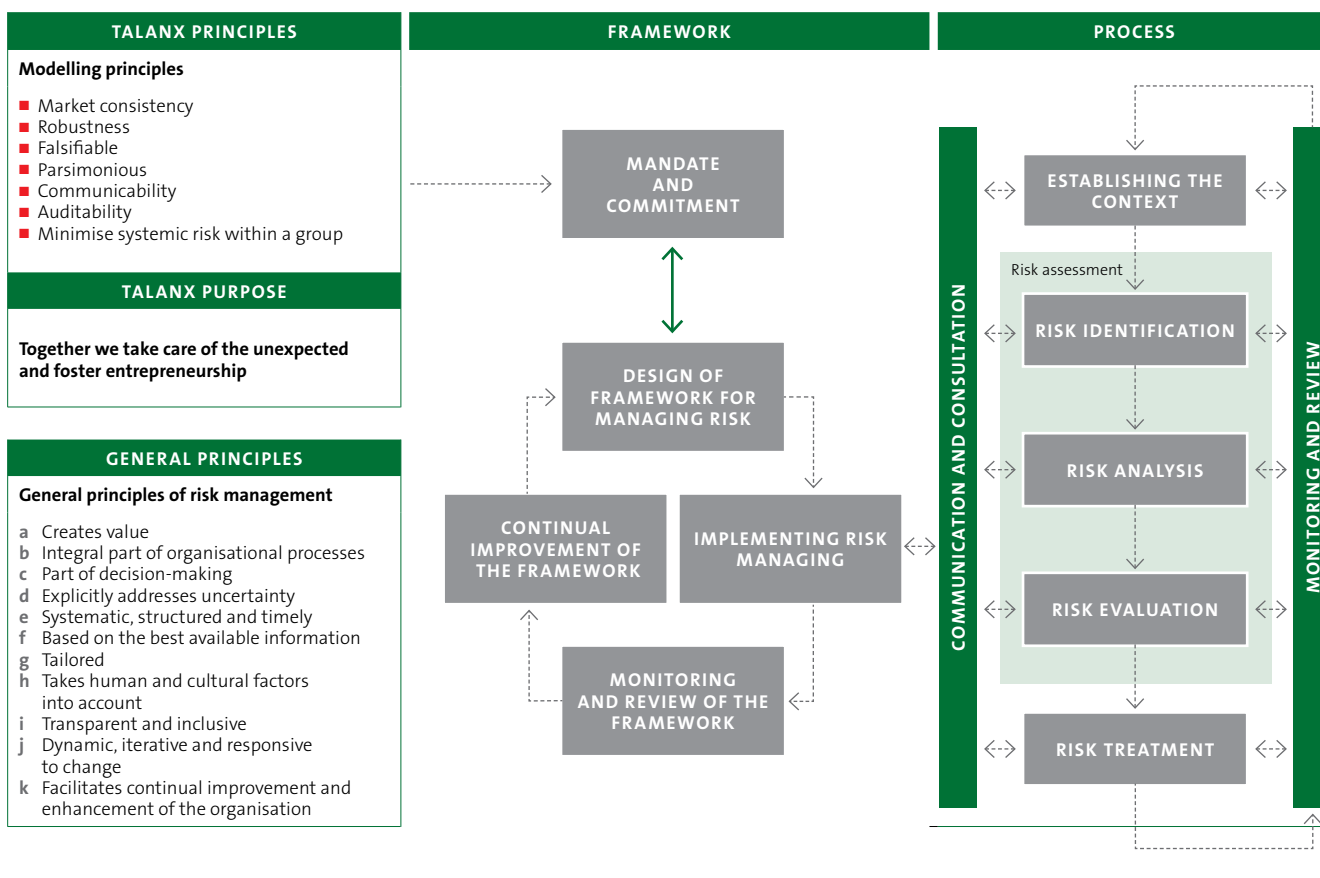 TALANX PRINCIPLES
Modelling principles
Market consistency
Robustness
Falsifiable
Parsimonious
Communicability
Auditability
Minimise systemic risk within a group
TALANX PURPOSE
Together we take care of the unexpected
and foster entrepreneurship
GENERAL PRINCIPLES
General principles of risk management
a Creates value
b Integral part of organisational processes
c Part of decision-making
d Explicitly addresses uncertainty
e Systematic, structured and timely
f Based on the best available information
g Tailored
h Takes human and cultural factors
into account
i Transparent and inclusive
j Dynamic, iterative and responsive
to change
k Facilitates continual improvement and
enhancement of the organisation
FRAMEWORK
MANDATE
AND
COMMITMENT
DESIGN OF
FRAMEWORK FOR
MANAGING RISK
CONTINUAL
IMPROVEMENT OF
THE FRAMEWORK
IMPLEMENTING RISK
MANAGING
MONITORING
AND REVIEW OF THE
FRAMEWORK
PROCESS
COMMUNICATION AND CONSULTATION
ESTABLISHING THE
CONTEXT
Risk assessment
RISK IDENTIFICATION
RISK ANALYSIS
RISK EVALUATION
RISK TREATMENT
MONITORING AND REVIEW